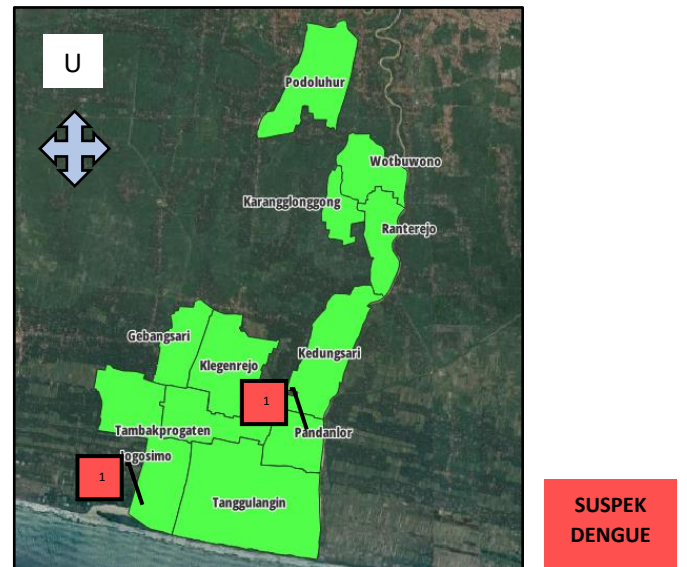 U
Podoluhur
Wotbuwono
Karangglonggong
Ranterejo
Gebangsari
Kedungsari
Klegenrejo
1
Tambakprogaten
Pandanlor
Jogosimo
1
Tanggulangin
SUSPEK
DENGUE